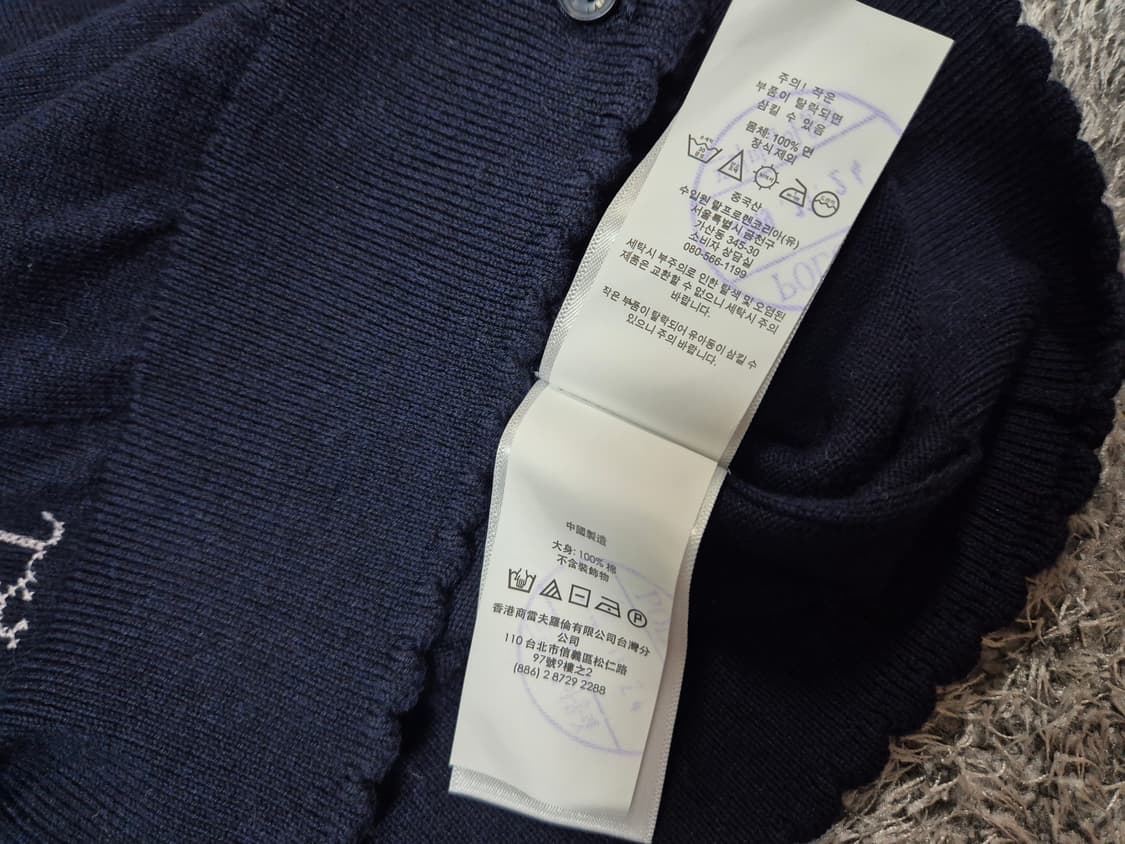 주의! 작은
부품이 탈락되면
삼킬 수 있음
몸체: 100% 면
장식 제외
중국산
수입원 랄프로렌코리아(유)
서울특별시 금천구
가산동 345-30
소비자 상담실
080-566-1199
세탁시 부주의로 인한 탈색 및 오염된
제품은 교환할 수 없으니 세탁시 주의
바랍니다.
작은 부품이 탈락되어 유아동이 삼킬 수
있으니 주의 바랍니다.
中國製造
大身: 100% 棉
不含裝飾物
P
香港商雷夫羅倫有限公司台灣分
公司
110 台北市信義區松仁路
97號9樓之2
(886) 2 8729 2288